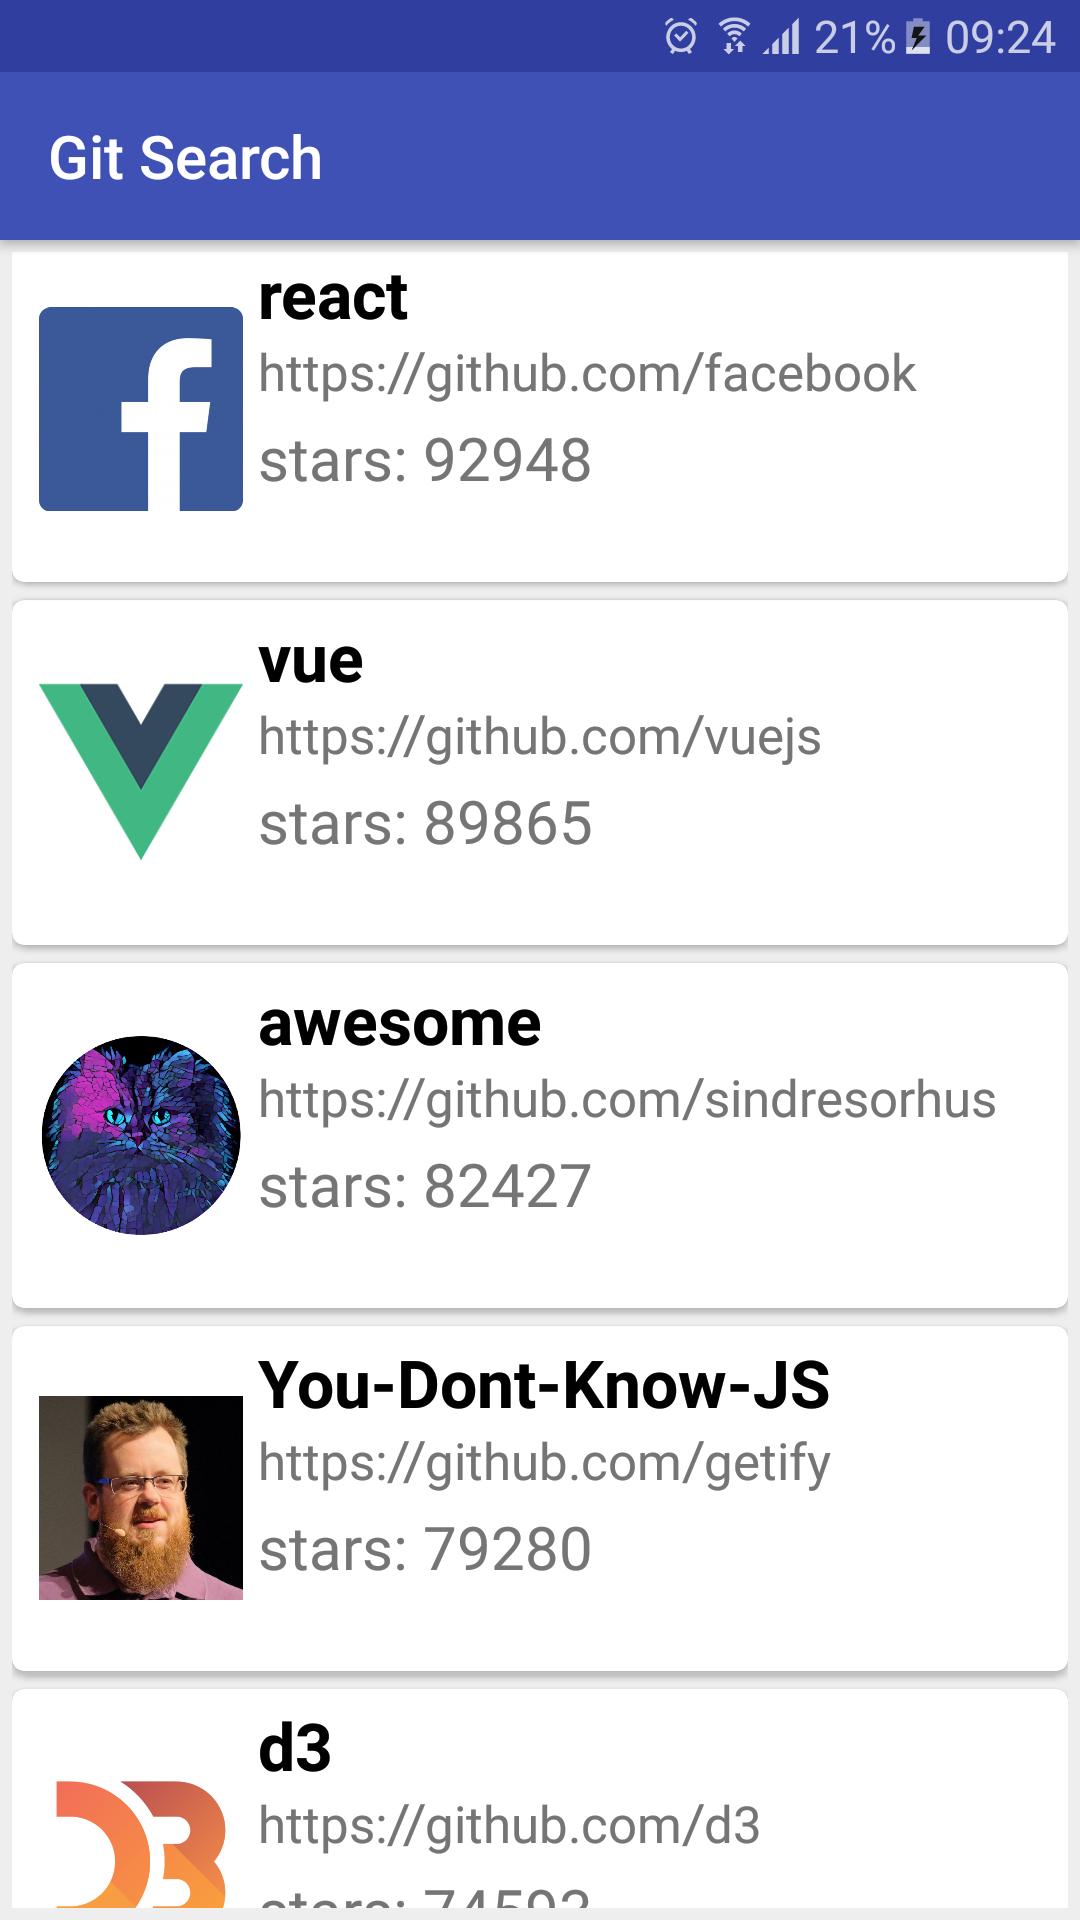 21% 09:24
Git Search
react
https://github.com/facebook
stars: 92948
vue
https://github.com/vuejs
stars: 89865
awesome
https://github.com/sindresorhus
stars: 82427
You-Dont-Know-JS
https://github.com/getify
stars: 79280
d3
https://github.com/d3
stars: